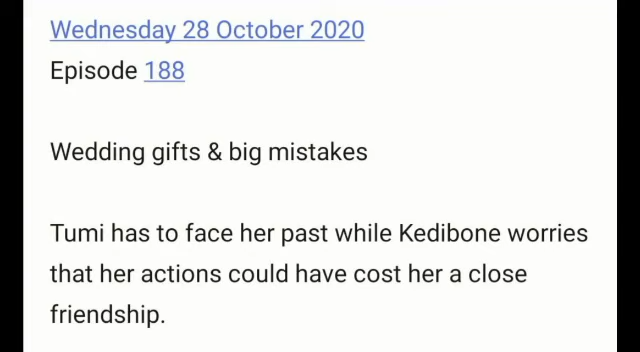 Wednesday 28 October 2020
Episode 188
Wedding gifts & big mistakes
Tumi has to face her past while Kedibone worries
that her actions could have cost her a close
friendship.